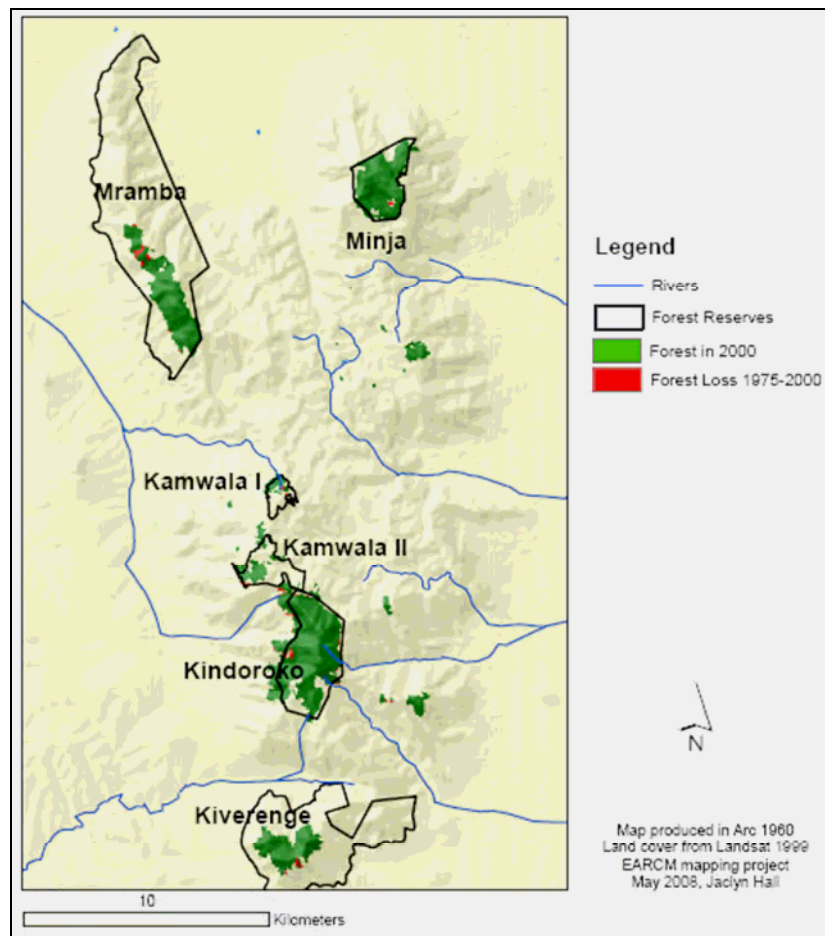 Mramba
Minja
Kamwala I
Kamwala II
Kindoroko
Kiverenge
10
Kilometers
Legend
Rivers
Forest Reserves
Forest in 2000
Forest Loss 1975-2000
N
Map produced in Arc 1960
Land cover from Landsat 1999
EARCM mapping project
May 2008, Jaclyn Hall